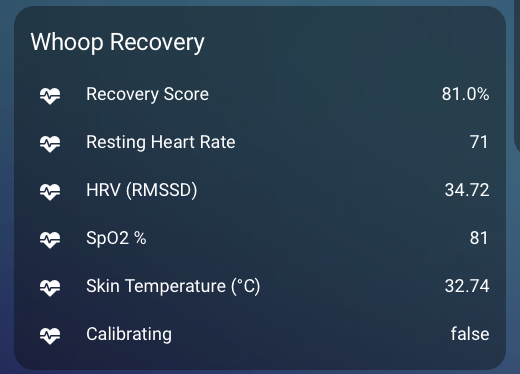 Whoop Recovery
Recovery Score 81.0%
Resting Heart Rate 71
HRV (RMSSD) 34.72
SpO2 % 81
Skin Temperature (°C) 32.74
Calibrating false